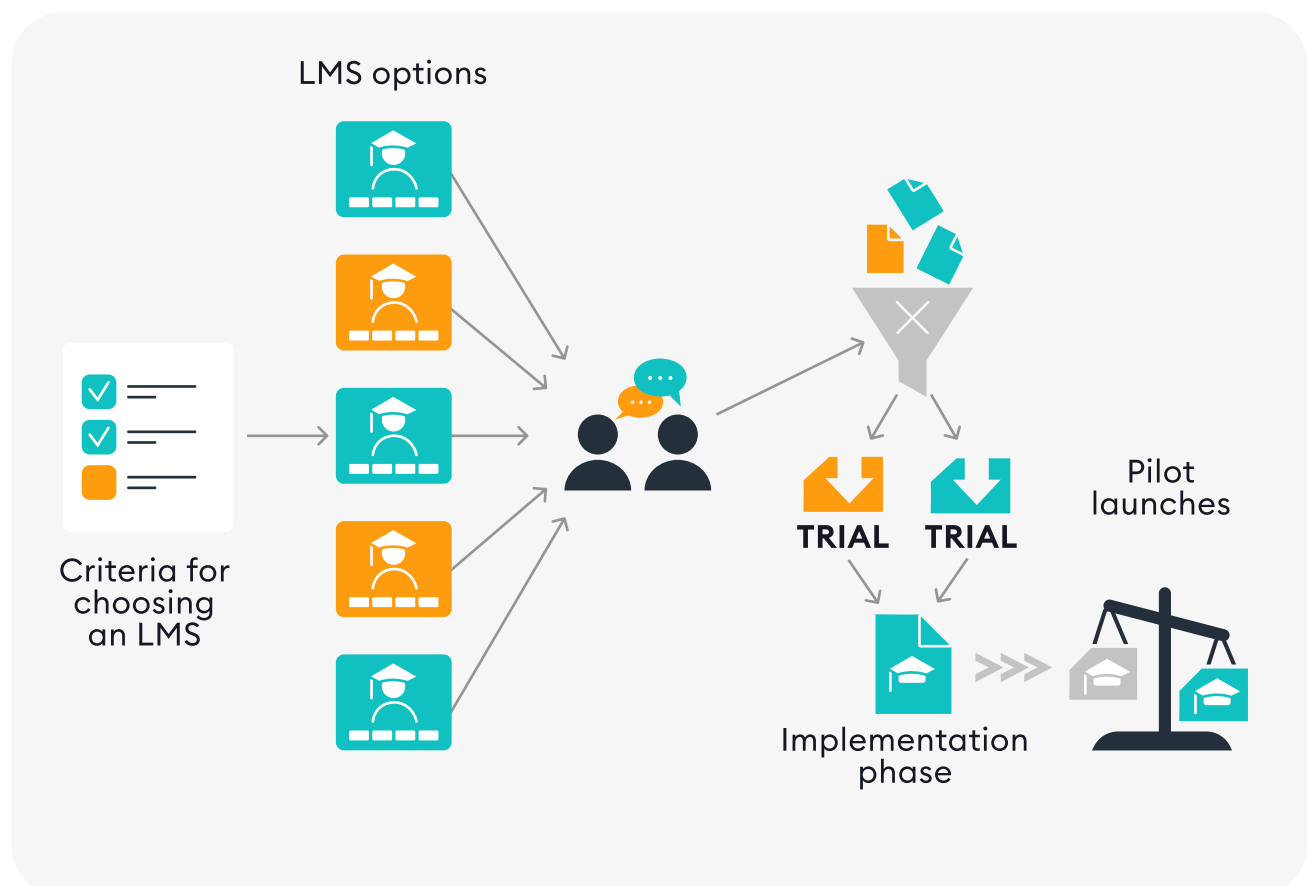 LMS options
Criteria for
choosing
an LMS
TRIAL
TRIAL
Pilot
launches
Implementation
phase